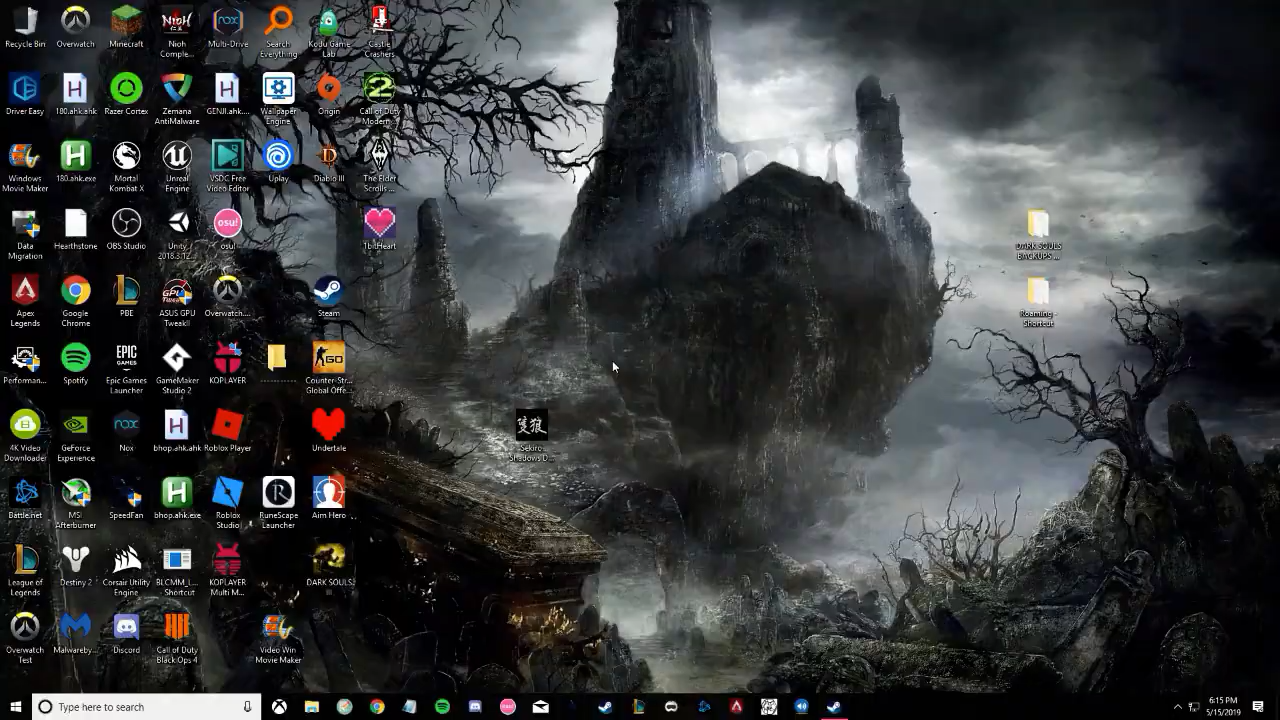 Recycle Bin
Overwatch
Minecraft
Nioh
Comple...
Multi-Drive
Search
Everything
Kodu Game
Lab
Castle
Crashers
Driver Easy
180.ahk.ahk
Razer Cortex
Zemana
AntiMalware
GENJI.ahk....
Wallpaper
Engine
Origin
Call of Duty
Modern ...
Windows
Movie Maker
180.ahk.exe
Mortal
Kombat X
Unreal
Engine
VSDC Free
Video Editor
Uplay
Diablo III
The Elder
Scrolls ...
Data
Migration
Hearthstone
OBS Studio
Unity
2018.3.12...
osu!
TbitHeart
Apex
Legends
Google
Chrome
PBE
ASUS GPU
TweakII
Overwatch....
Steam
Performan...
Spotify
Epic Games
Launcher
GameMaker
Studio 2
KOPLAYER
------------
Counter-Str...
Global Offe...
4K Video
Downloader
GeForce
Experience
Nox
bhop.ahk.ahk
Roblox Player
Undertale
隻狼
Sekiro
Shadows D...
Battle.net
MSI
Afterburner
SpeedFan
bhop.ahk.exe
Roblox
Studio
RuneScape
Launcher
Aim Hero
League of
Legends
Destiny 2
Corsair Utility
Engine
BLCMM_L...
- Shortcut
KOPLAYER
Multi M...
DARK SOULS...
Overwatch
Test
Malwareby...
Discord
Call of Duty
Black Ops 4
Video Win
Movie Maker
DARK SOULS
BACKUPS ...
Roaming -
Shortcut
Type here to search
6:15 PM
5/15/2019